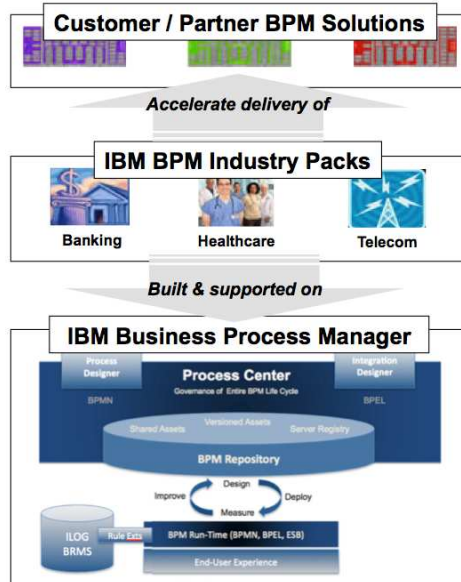 Customer / Partner BPM Solutions
Accelerate delivery of
IBM BPM Industry Packs
Banking
Healthcare
Telecom
Built & supported on
IBM Business Process Manager
Process
Designer
Integration
Designer
Process Center
Governance of Entire BPM Life Cycle
BPMN
BPEL
Shared Assets
Versioned Assets
Server Registry
BPM Repository
Design
Improve
Deploy
Measure
ILOG
BRMS
Rule Exts
BPM Run-Time (BPMN, BPEL, ESB)
End-User Experience